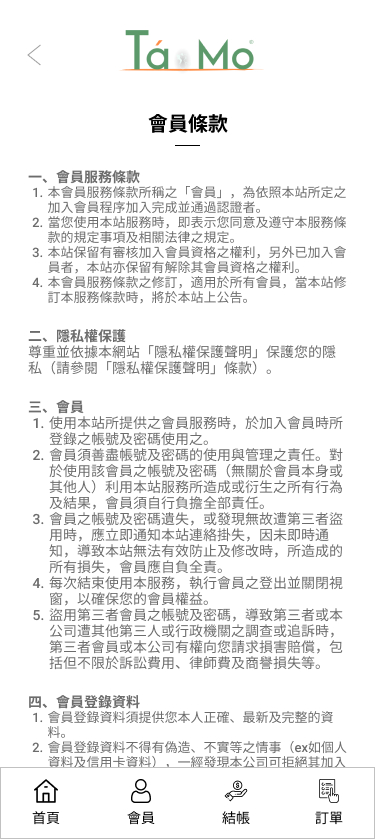 Tá Mo
會員條款
一、會員服務條款
1. 本會員服務條款所稱之「會員」，為依照本站所定之
加入會員程序加入完成並通過認證者。
2. 當您使用本站服務時，即表示您同意及遵守本服務條
款的規定事項及相關法律之規定。
3. 本站保留有審核加入會員資格之權利，另外已加入會
員者，本站亦保留有解除其會員資格之權利。
4. 本會員服務條款之修訂，適用於所有會員，當本站修
訂本服務條款時，將於本站上公告。
二、隱私權保護
尊重並依據本網站「隱私權保護聲明」保護您的隱
私（請參閱「隱私權保護聲明」條款）。
三、會員
1. 使用本站所提供之會員服務時，於加入會員時所
登錄之帳號及密碼使用之。
2. 會員須善盡帳號及密碼的使用與管理之責任。對
於使用該會員之帳號及密碼（無關於會員本身或
其他人）利用本站服務所造成或衍生之所有行為
及結果，會員須自行負擔全部責任。
3. 會員之帳號及密碼遺失，或發現無故遭第三者盜
用時，應立即通知本站連絡掛失，因未即時通
知，導致本站無法有效防止及修改時，所造成的
所有損失，會員應自負全責。
4. 每次結束使用本服務，執行會員之登出並關閉視
窗，以確保您的會員權益。
5. 盜用第三者會員之帳號及密碼，導致第三者或本
公司遭其他第三人或行政機關之調查或追訴時，
第三者會員或本公司有權向您請求損害賠償，包
括但不限於訴訟費用、律師費及商譽損失等。
四、會員登錄資料
1. 會員登錄資料須提供您本人正確、最新及完整的資
料。
2. 會員登錄資料不得有偽造、不實等之情事（ex如個人
資料及信用卡資料），一經發現本公司可拒絕其加入
首頁
會員
結帳
訂單